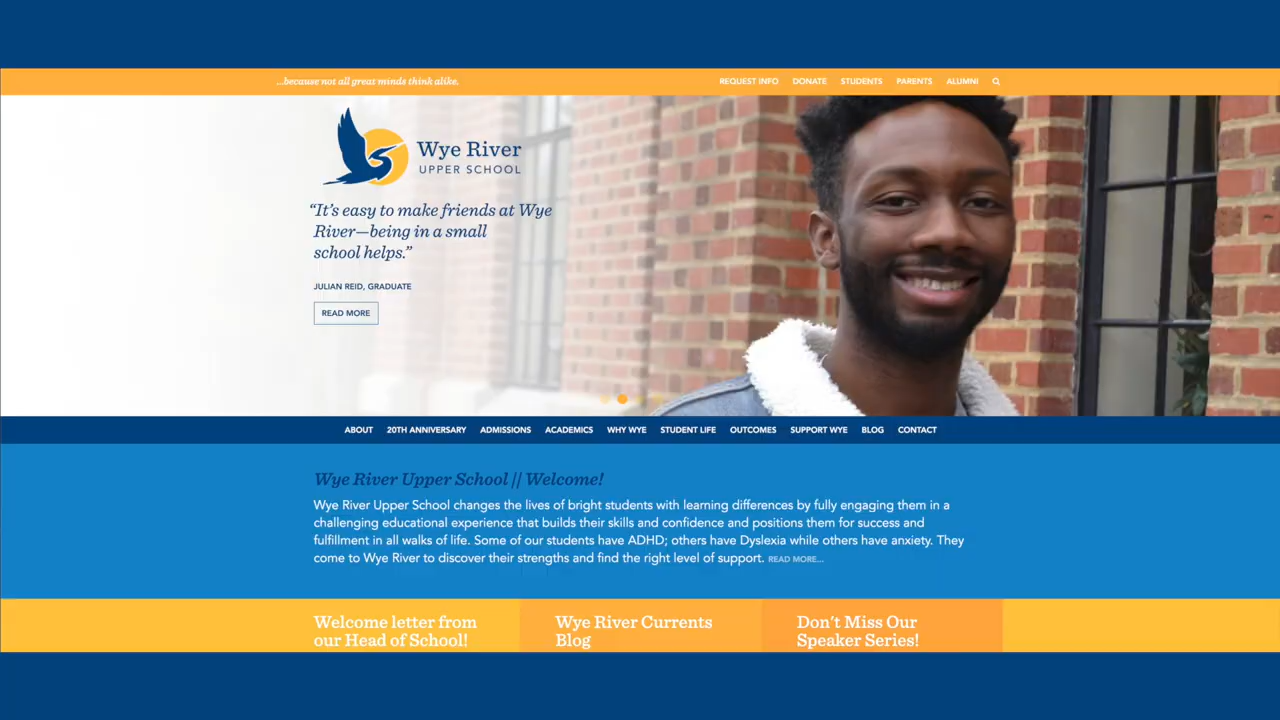 ...because not all great minds think alike.
REQUEST INFO DONATE STUDENTS PARENTS ALUMNI
Wye River
UPPER SCHOOL
“It’s easy to make friends at Wye
River—being in a small
school helps.”
JULIAN REID, GRADUATE
READ MORE
ABOUT 20TH ANNIVERSARY ADMISSIONS ACADEMICS WHY WYE STUDENT LIFE OUTCOMES SUPPORT WYE BLOG CONTACT
Wye River Upper School // Welcome!
Wye River Upper School changes the lives of bright students with learning differences by fully engaging them in a
challenging educational experience that builds their skills and confidence and positions them for success and
fulfillment in all walks of life. Some of our students have ADHD; others have Dyslexia while others have anxiety. They
come to Wye River to discover their strengths and find the right level of support. READ MORE...
Welcome letter from
our Head of School!
Wye River Currents
Blog
Don't Miss Our
Speaker Series!